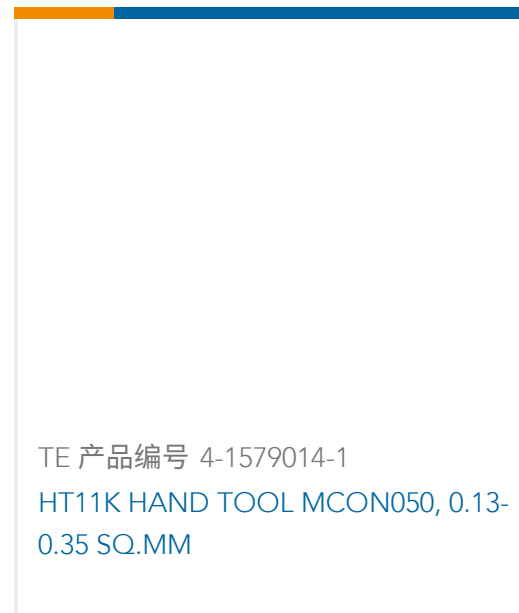 TE 产品编号 4-1579014-1
HT11K HAND TOOL MCON050, 0.13-
0.35 SQ.MM